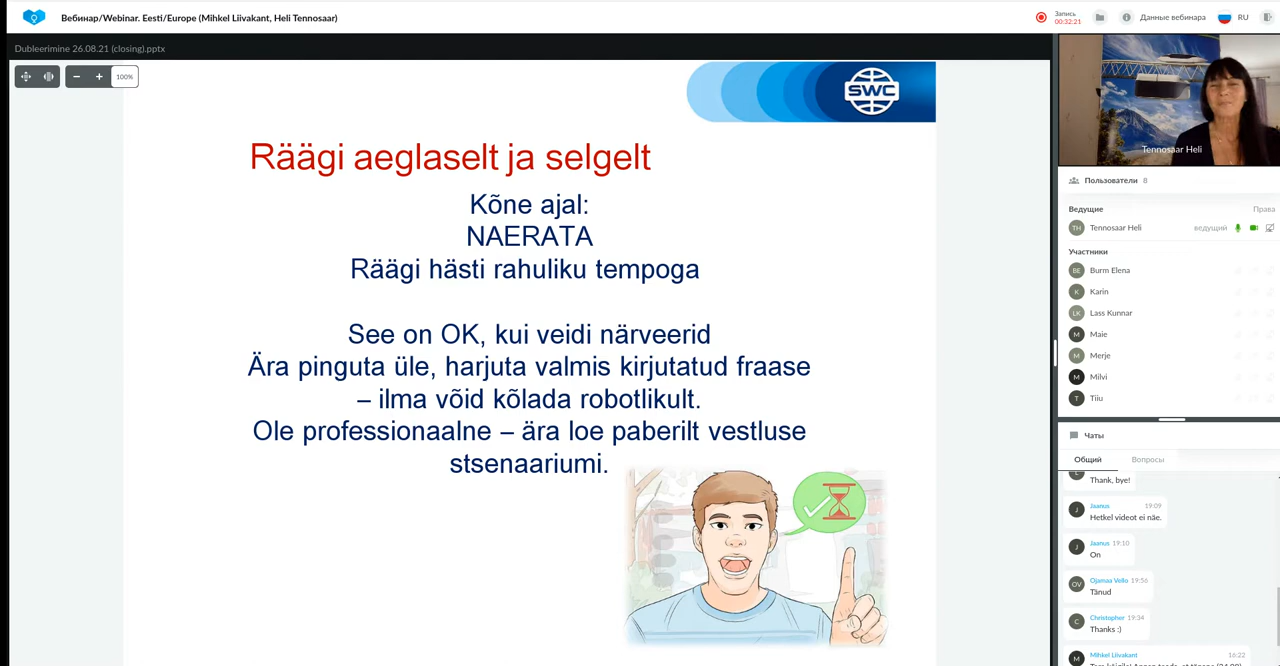 Вебинар/Webinar. Eesti/Europe (Mihkel Liivakant, Heli Tennosaar)
Запись
00:32:21
Данные вебинара
RU
Dubleerimine 26.08.21 (closing).pptx
100%
SWC
Räägi aeglaselt ja selgelt
Kõne ajal:
NAERATA
Räägi hästi rahuliku tempoga
See on OK, kui veidi närveerid
Ära pinguta üle, harjuta valmis kirjutatud fraase
– ilma võid kõlada robotlikult.
Ole professionaalne – ära loe paberilt vestluse
stsenaariumi.
Tennosaar Heli
Пользователи 8
Ведущие
Права
TH Tennosaar Heli ведущий
Участники
BE Burm Elena
K Karin
LK Lass Kunnar
M Maie
M Merje
M Milvi
T Tiiu
Чаты
Общий Вопросы
Thank, bye!
J Jaanus 19:09
Hetkel videot ei näe.
J Jaanus 19:10
On
OV Ojamaa Vello 19:56
Tänud
C Christopher 19:34
Thanks :)
M Mihkel Liivakant 16:22